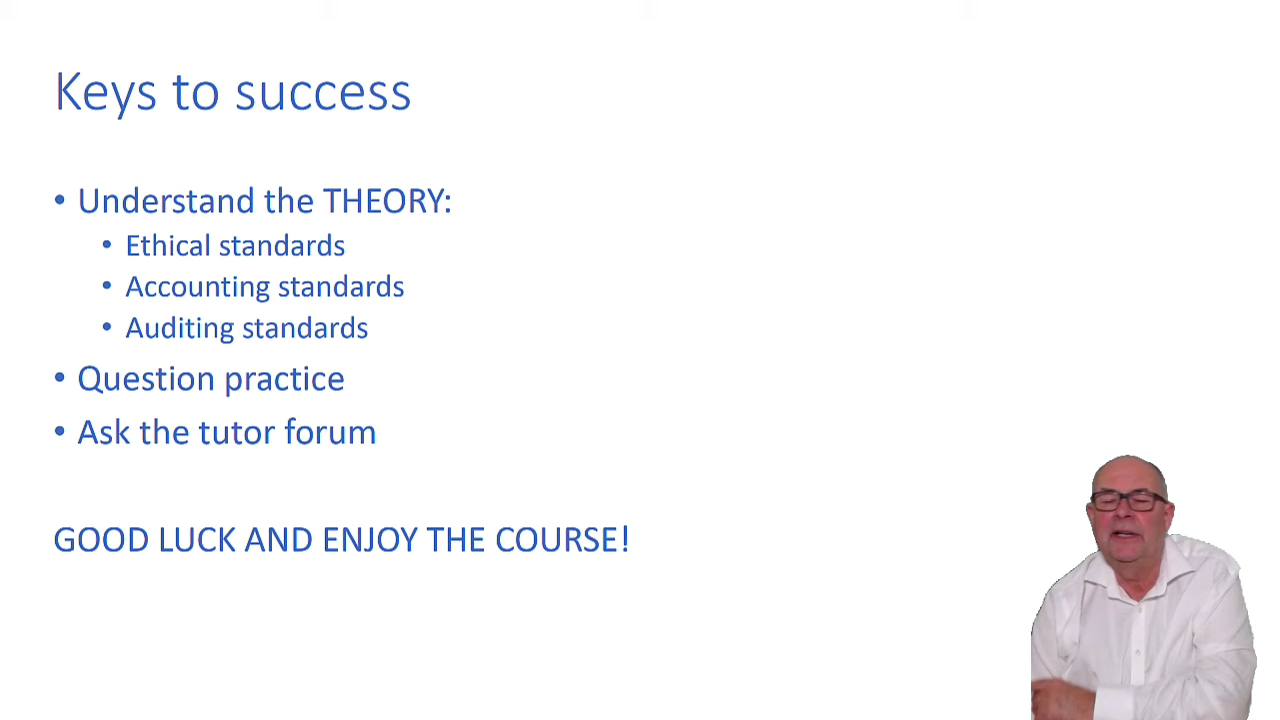 Keys to success
• Understand the THEORY:
• Ethical standards
• Accounting standards
• Auditing standards
• Question practice
• Ask the tutor forum
GOOD LUCK AND ENJOY THE COURSE!